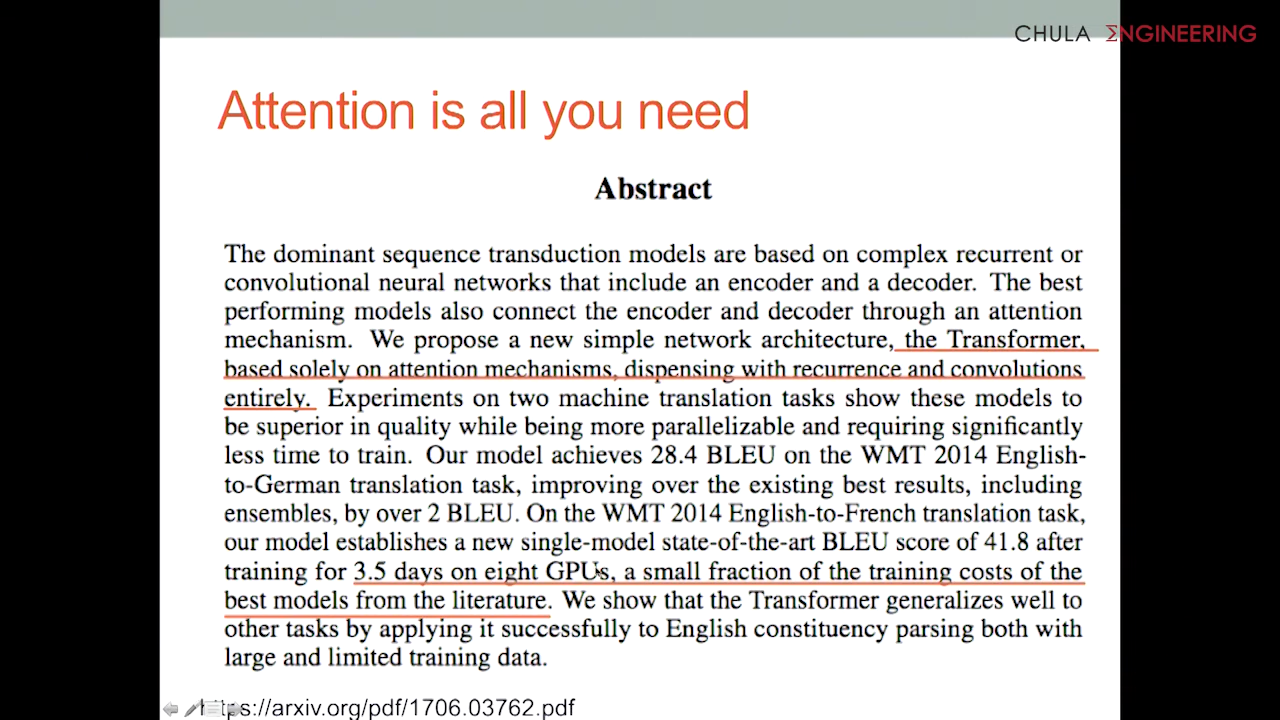 CHULA ΣNGINEERING
Attention is all you need
Abstract
The dominant sequence transduction models are based on complex recurrent or
convolutional neural networks that include an encoder and a decoder. The best
performing models also connect the encoder and decoder through an attention
mechanism. We propose a new simple network architecture, the Transformer,
based solely on attention mechanisms, dispensing with recurrence and convolutions
entirely. Experiments on two machine translation tasks show these models to
be superior in quality while being more parallelizable and requiring significantly
less time to train. Our model achieves 28.4 BLEU on the WMT 2014 English-
to-German translation task, improving over the existing best results, including
ensembles, by over 2 BLEU. On the WMT 2014 English-to-French translation task,
our model establishes a new single-model state-of-the-art BLEU score of 41.8 after
training for 3.5 days on eight GPUs, a small fraction of the training costs of the
best models from the literature. We show that the Transformer generalizes well to
other tasks by applying it successfully to English constituency parsing both with
large and limited training data.
https://arxiv.org/pdf/1706.03762.pdf